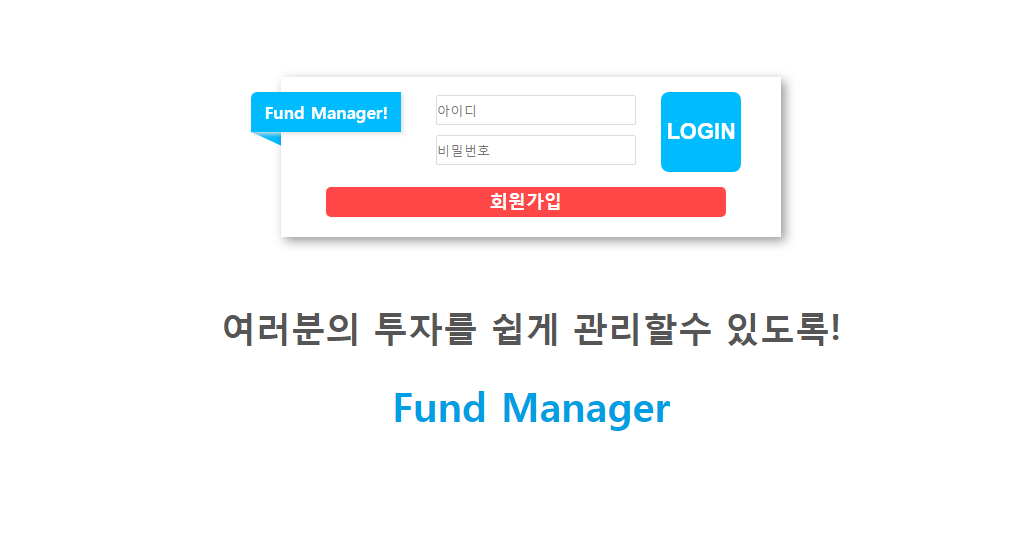 Fund Manager!
아이디
비밀번호
LOGIN
회원가입
여러분의 투자를 쉽게 관리할수 있도록!
Fund Manager